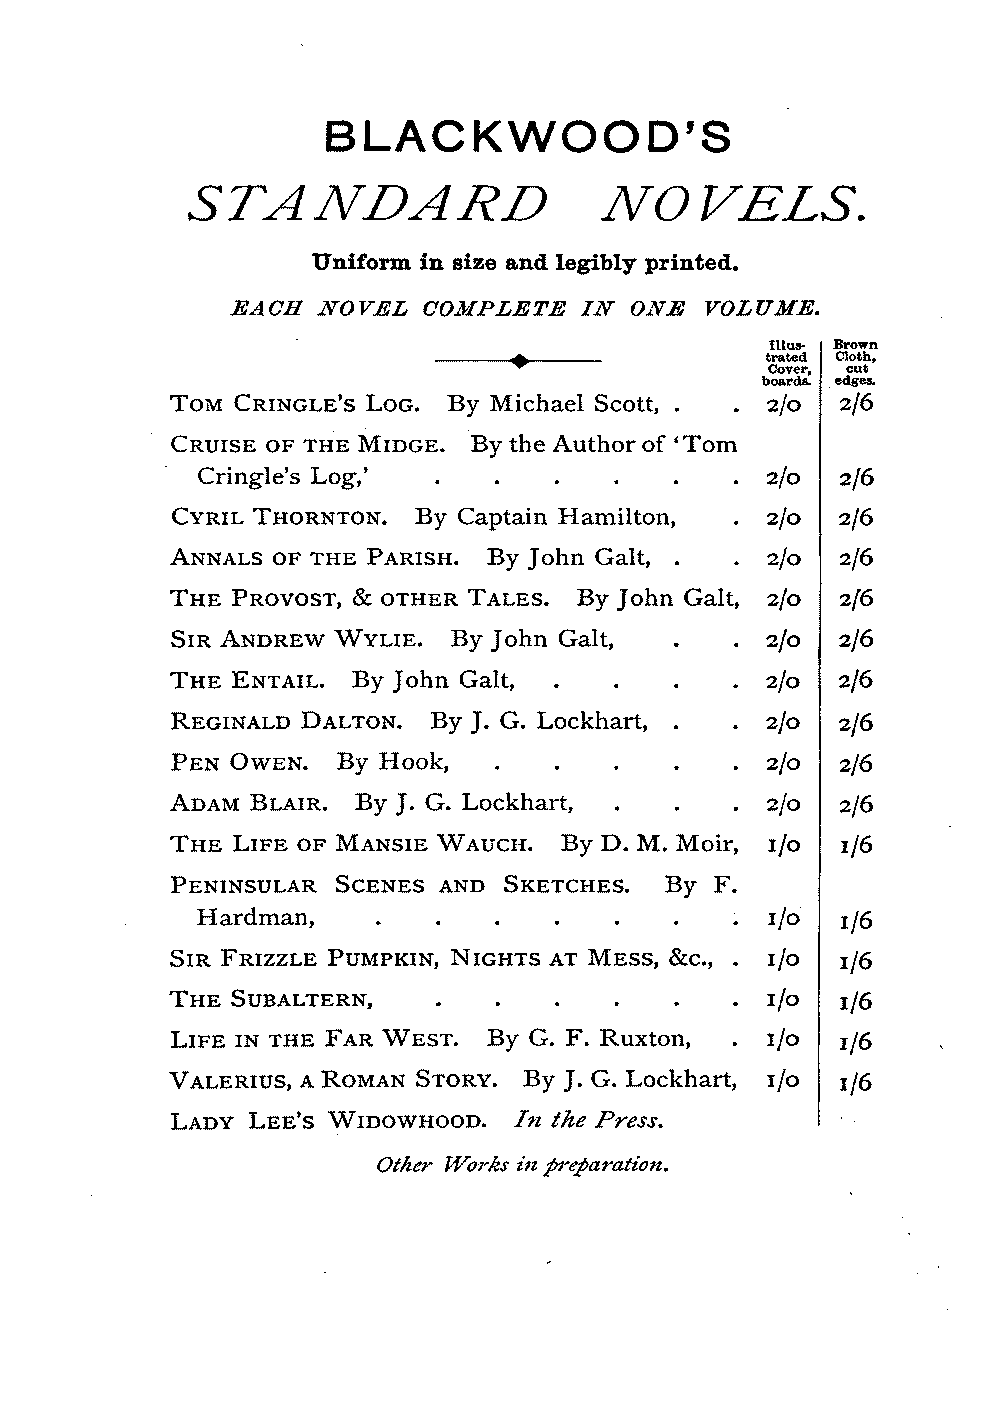 BLACKWOOD'S
STANDARD NOVELS.
Uniform in size and legibly printed.
EACH NOVEL COMPLETE IN ONE VOLUME.
Illus- Brown
trated Cloth,
Cover, cut
boards. edges.
TOM CRINGLE'S LOG. By Michael Scott, . . 2/0 2/6
CRUISE OF THE MIDGE. By the Author of 'Tom
Cringle's Log,' . . . . . . 2/0 2/6
CYRIL THORNTON. By Captain Hamilton, . 2/0 2/6
ANNALS OF THE PARISH. By John Galt, . . 2/0 2/6
THE PROVOST, & OTHER TALES. By John Galt, 2/0 2/6
SIR ANDREW WYLIE. By John Galt, . . 2/0 2/6
THE ENTAIL. By John Galt, . . . . 2/0 2/6
REGINALD DALTON. By J. G. Lockhart, . . 2/0 2/6
PEN OWEN. By Hook, . . . . . 2/0 2/6
ADAM BLAIR. By J. G. Lockhart, . . . 2/0 2/6
THE LIFE OF MANSIE WAUCH. By D. M. Moir, 1/0 1/6
PENINSULAR SCENES AND SKETCHES. By F.
Hardman, . . . . . . . 1/0 1/6
SIR FRIZZLE PUMPKIN, NIGHTS AT MESS, &c., . 1/0 1/6
THE SUBALTERN, . . . . . . 1/0 1/6
LIFE IN THE FAR WEST. By G. F. Ruxton, . 1/0 1/6
VALERIUS, A ROMAN STORY. By J. G. Lockhart, 1/0 1/6
LADY LEE'S WIDOWHOOD. In the Press.
Other Works in preparation.